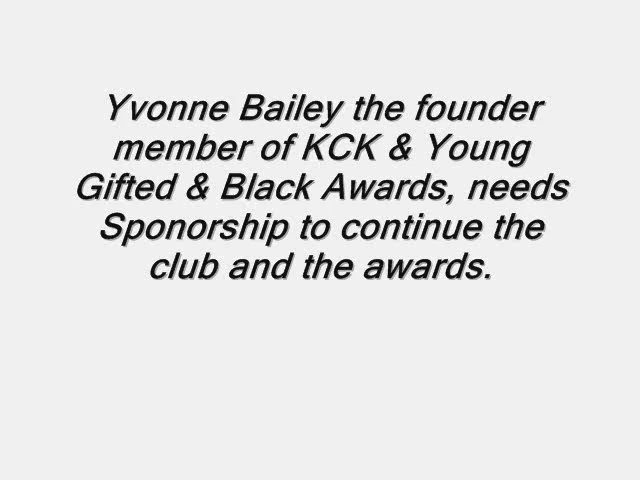 Yvonne Bailey the founder
member of KCK & Young
Gifted & Black Awards, needs
Sponorship to continue the
club and the awards.